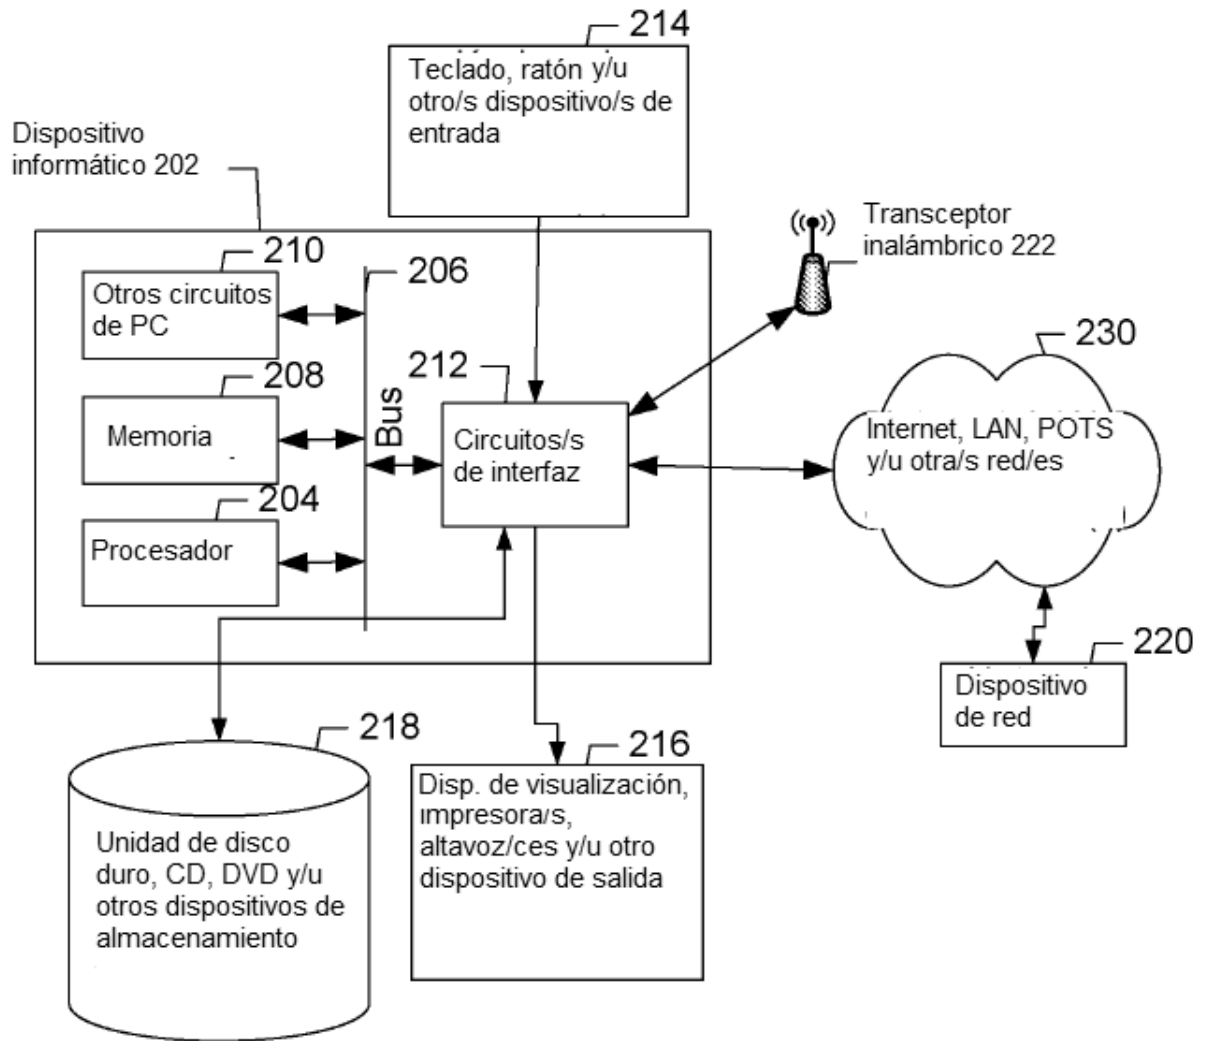 214
Teclado, ratón y/u
otro/s dispositivo/s de
entrada
Dispositivo
informático 202
Transceptor
inalámbrico 222
210
Otros circuitos
de PC
206
230
208
Memoria
212
Bus
Circuitos/s
de interfaz
Internet, LAN, POTS
y/u otra/s red/es
204
Procesador
220
Dispositivo
de red
218
Unidad de disco
duro, CD, DVD y/u
otros dispositivos de
almacenamiento
216
Disp. de visualización,
impresora/s,
altavoz/ces y/u otro
dispositivo de salida